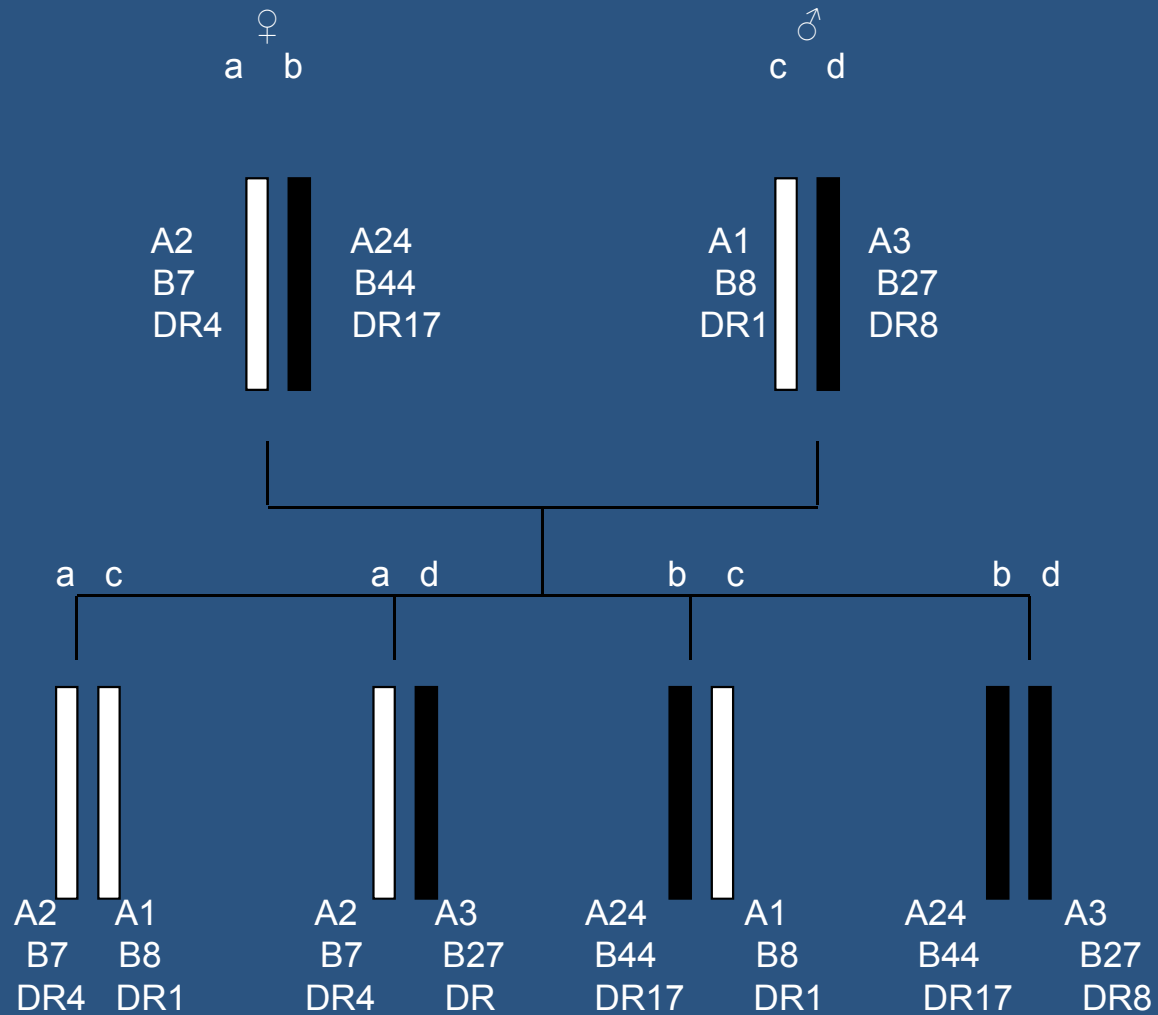 ♀ ♂
a b c d
A2 A24 A1 A3
B7 B44 B8 B27
DR4 DR17 DR1 DR8
a c a d b c b d
A2 A1 A2 A3 A24 A1 A24 A3
B7 B8 B7 B27 B44 B8 B44 B27
DR4 DR1 DR4 DR DR17 DR1 DR17 DR8